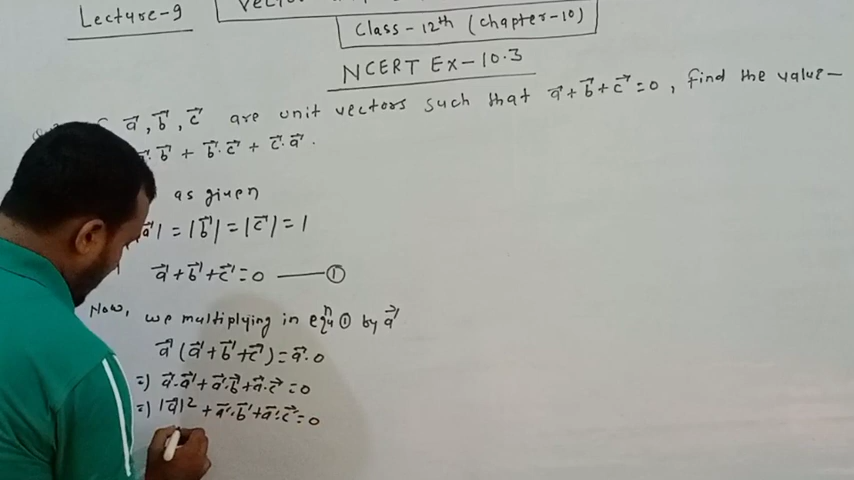 Lecture-9
Vector
Class-12th (Chapter-10)
NCERT EX-10.3
a⃗, b⃗, c⃗ are unit vectors such that a⃗+b⃗+c⃗=0, find the value-
.b⃗ + b⃗.c⃗ + c⃗.a⃗.
as given
a⃗| = |b⃗| = |c⃗| = 1
a⃗+b⃗+c⃗=0 —— ①
Now, we multiplying in eqn ① by a⃗
a⃗(a⃗+b⃗+c⃗)=a⃗.0
=) a⃗.a⃗+a⃗.b⃗+a⃗.c⃗=0
=) |a⃗|²+a⃗.b⃗+a⃗.c⃗=0